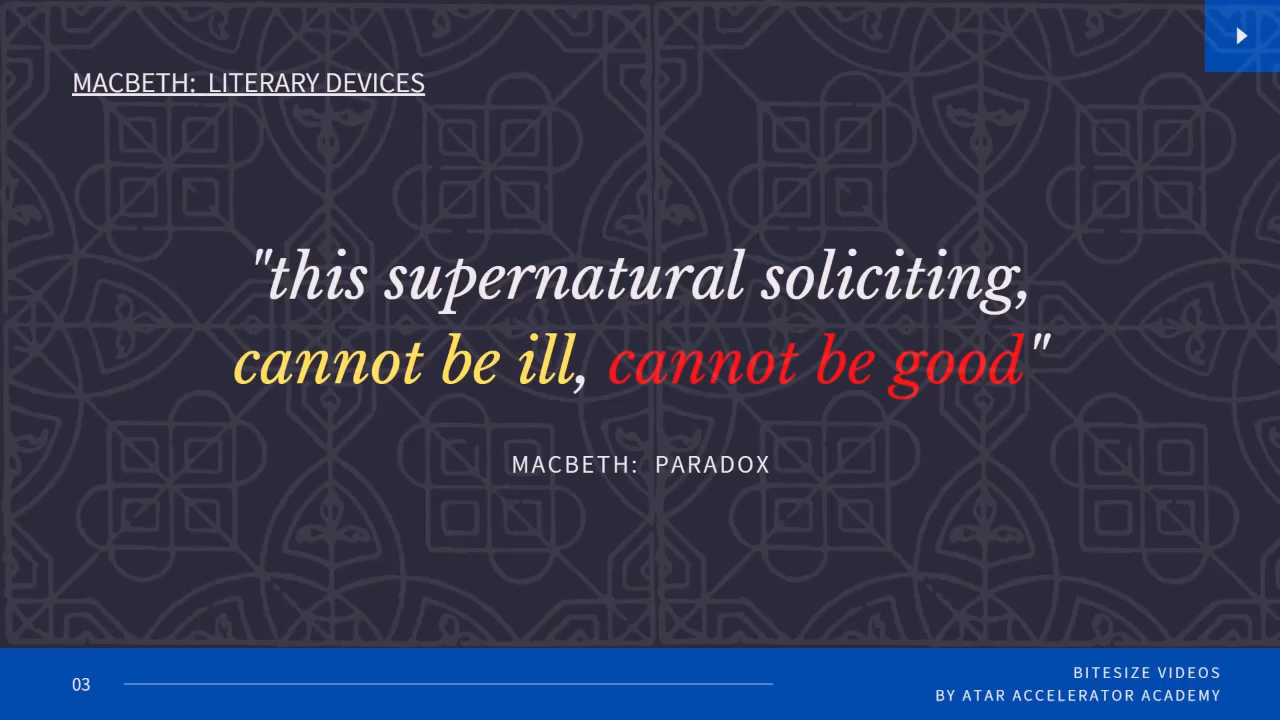 MACBETH: LITERARY DEVICES
"this supernatural soliciting,
cannot be ill, cannot be good"
MACBETH: PARADOX
03
BITESIZE VIDEOS
BY ATAR ACCELERATOR ACADEMY